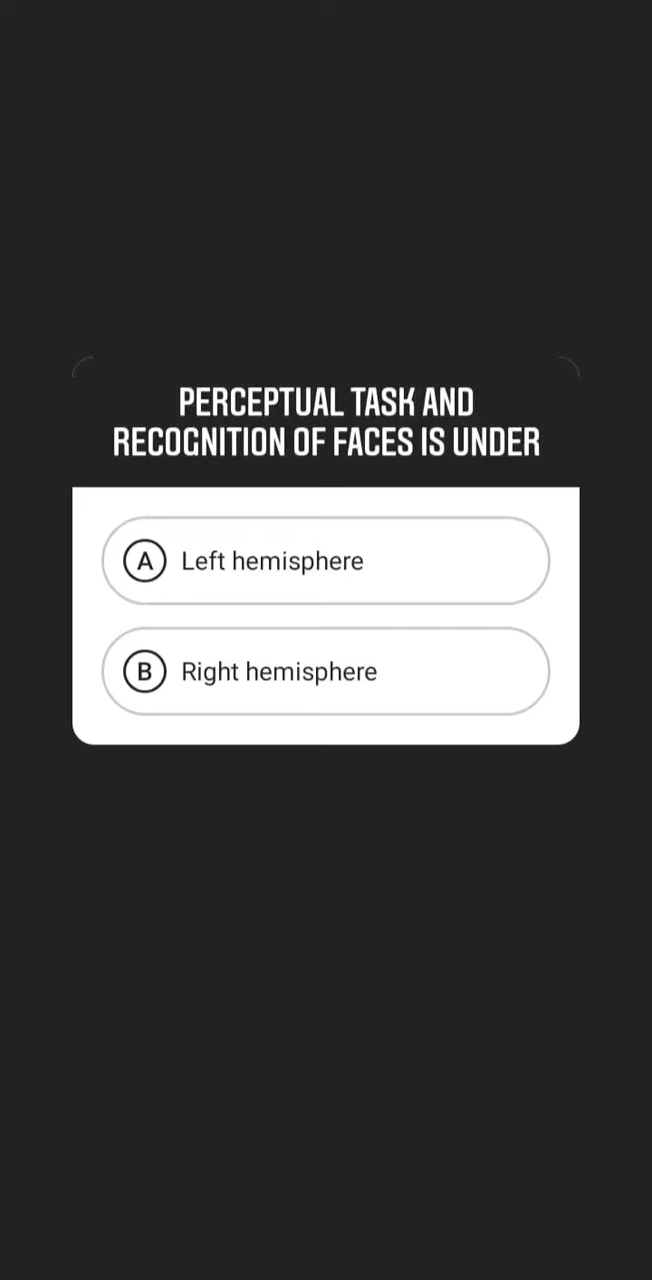 PERCEPTUAL TASK AND
RECOGNITION OF FACES IS UNDER
A Left hemisphere
B Right hemisphere